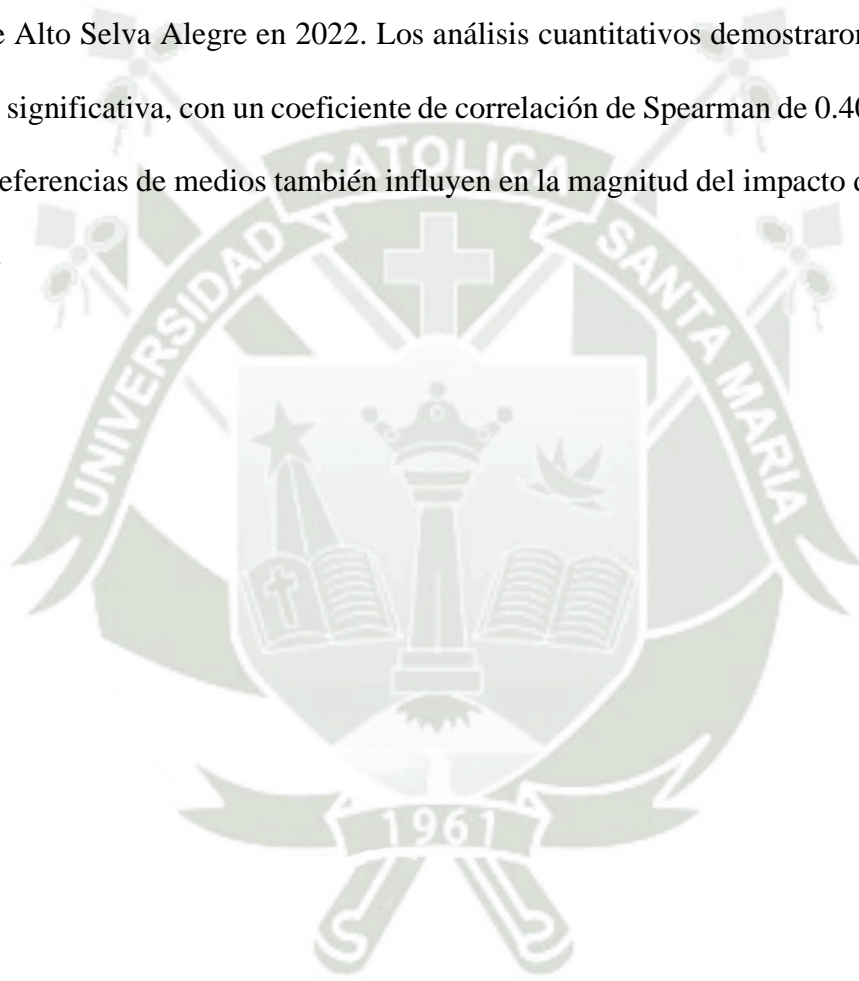 e Alto Selva Alegre en 2022. Los análisis cuantitativos demostraron
significativa, con un coeficiente de correlación de Spearman de 0.40
eferencias de medios también influyen en la magnitud del impacto
UNIVERSIDAD CATOLICA SANTA MARIA
1961